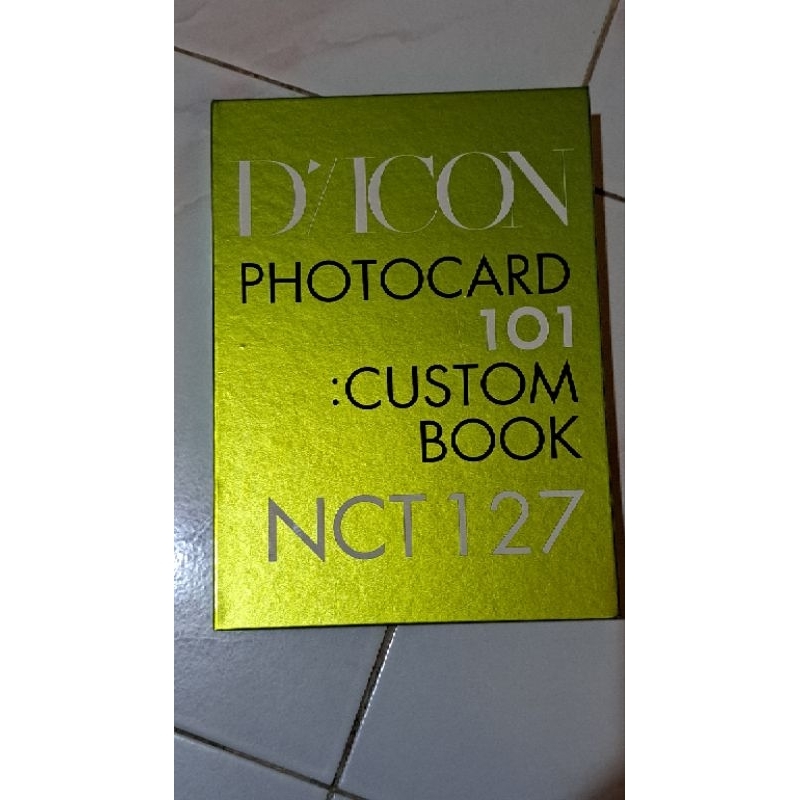 D'/ICON
PHOTOCARD
101
:CUSTOM
BOOK
NCT 127